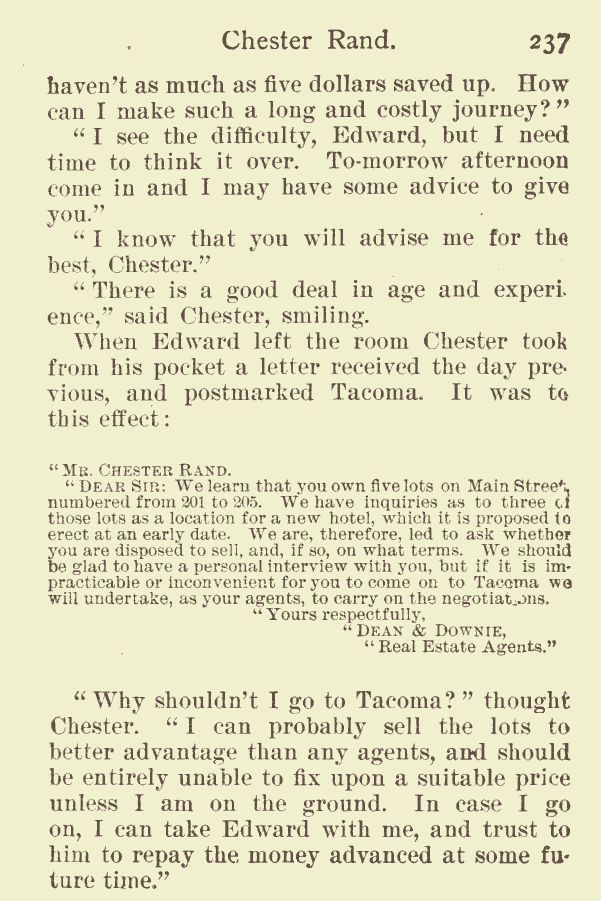 Chester Rand. 237
haven't as much as five dollars saved up. How
can I make such a long and costly journey?"
"I see the difficulty, Edward, but I need
time to think it over. To-morrow afternoon
come in and I may have some advice to give
you."
"I know that you will advise me for the
best, Chester."
"There is a good deal in age and experi-
ence," said Chester, smiling.
When Edward left the room Chester took
from his pocket a letter received the day pre-
vious, and postmarked Tacoma. It was to
this effect:
"MR. CHESTER RAND.
"DEAR SIR: We learn that you own five lots on Main Street,
numbered from 201 to 205. We have inquiries as to three of
those lots as a location for a new hotel, which it is proposed to
erect at an early date. We are, therefore, led to ask whether
you are disposed to sell, and, if so, on what terms. We should
be glad to have a personal interview with you, but if it is im-
practicable or inconvenient for you to come on to Tacoma we
will undertake, as your agents, to carry on the negotiations.
"Yours respectfully,
"DEAN & DOWNIE,
"Real Estate Agents."
"Why shouldn't I go to Tacoma?" thought
Chester. "I can probably sell the lots to
better advantage than any agents, and should
be entirely unable to fix upon a suitable price
unless I am on the ground. In case I go
on, I can take Edward with me, and trust to
him to repay the money advanced at some fu-
ture time."